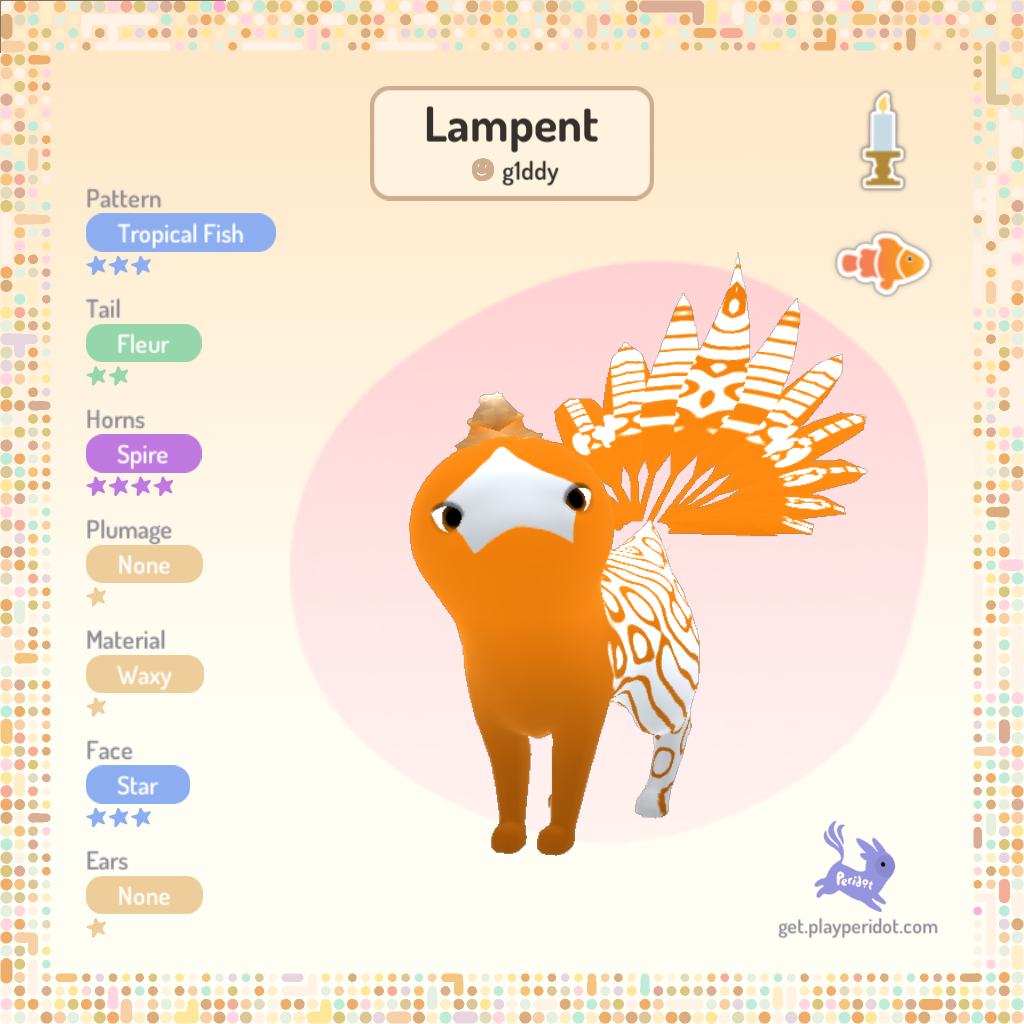 Lampent
g1ddy
Pattern
Tropical Fish
Tail
Fleur
Horns
Spire
Plumage
None
Material
Waxy
Face
Star
Ears
None
Peridot
get.playperidot.com